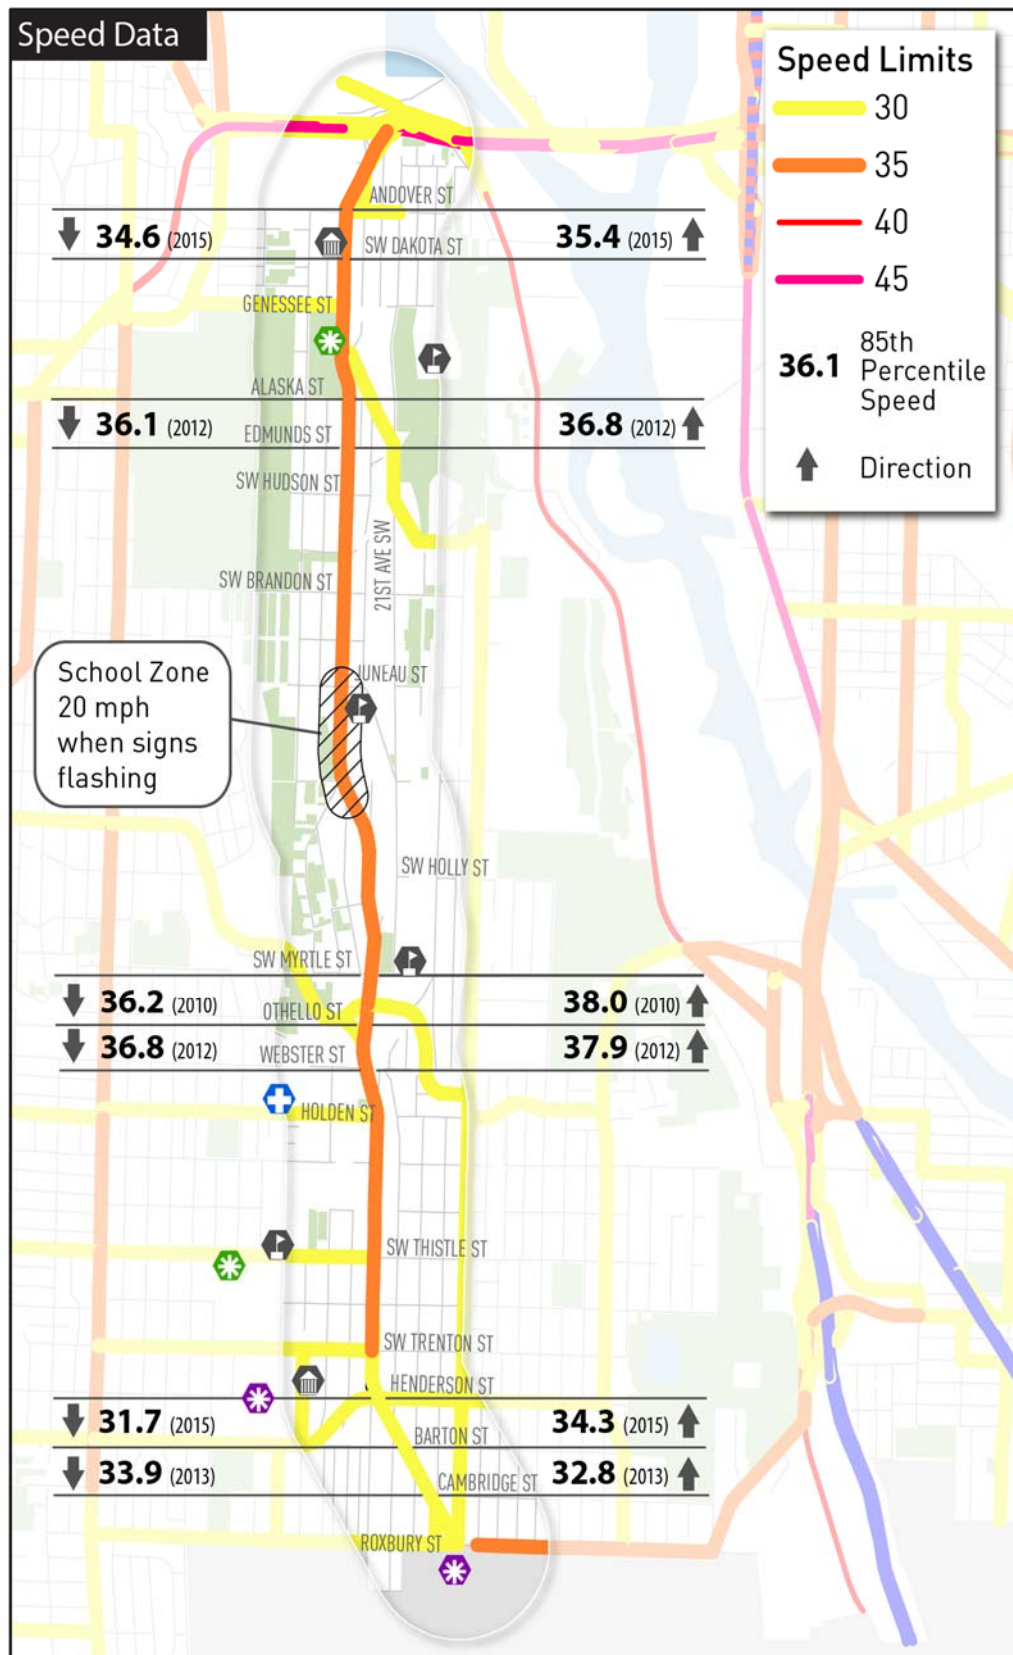 Speed Data
Speed Limits
30
35
40
45
36.1 85th
Percentile
Speed
Direction
ANDOVER ST
34.6 (2015) SW DAKOTA ST 35.4 (2015)
GENESSEE ST
ALASKA ST
36.1 (2012) EDMUNDS ST 36.8 (2012)
SW HUDSON ST
21ST AVE SW
SW BRANDON ST
School Zone
20 mph
when signs
flashing
JUNEAU ST
SW HOLLY ST
SW MYRTLE ST
36.2 (2010) OTHELLO ST 38.0 (2010)
36.8 (2012) WEBSTER ST 37.9 (2012)
HOLDEN ST
SW THISTLE ST
SW TRENTON ST
HENDERSON ST
31.7 (2015) BARTON ST 34.3 (2015)
33.9 (2013) CAMBRIDGE ST 32.8 (2013)
ROXBURY ST